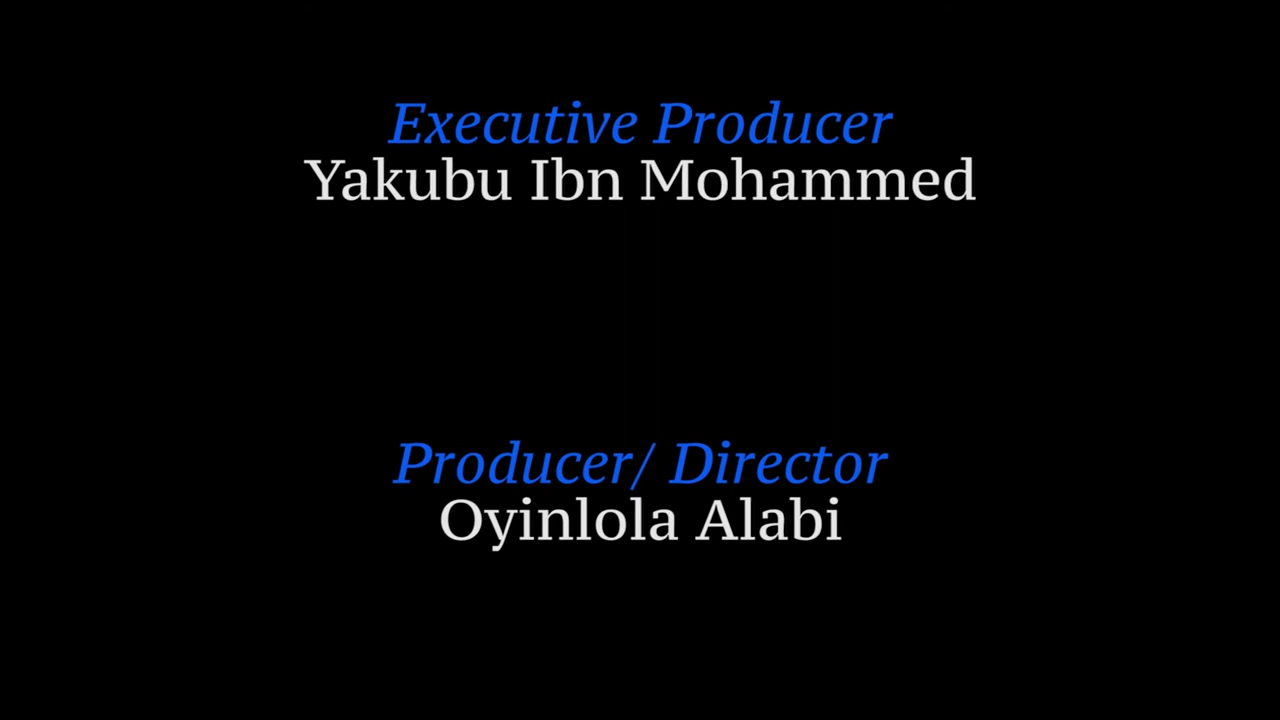 Executive Producer
Yakubu Ibn Mohammed
Producer/ Director
Oyinlola Alabi